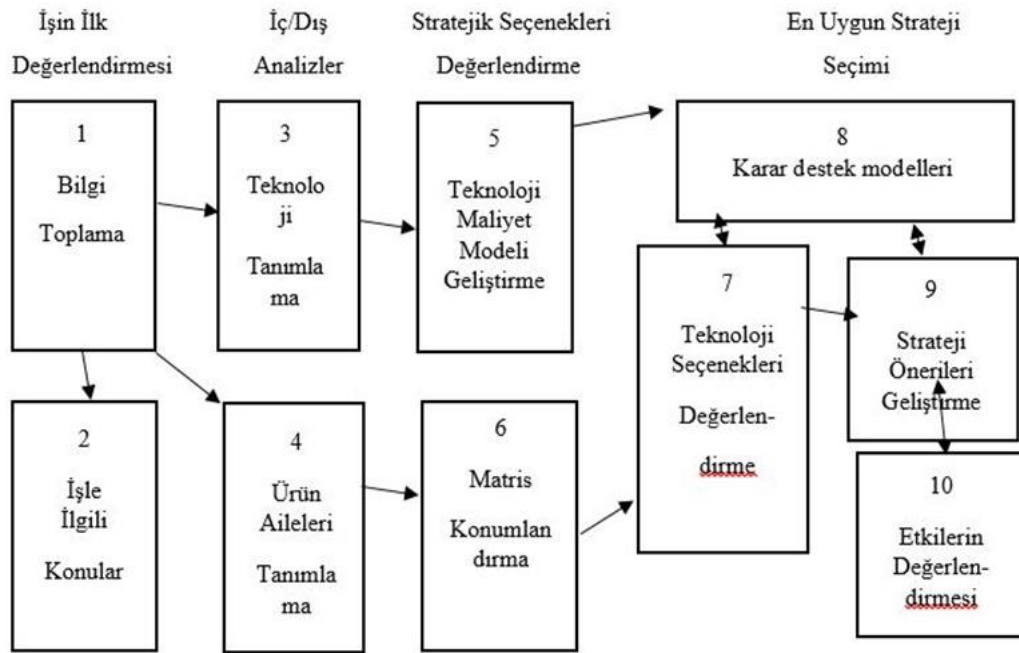 İşin İlk
Değerlendirmesi
İç/Dış
Analizler
Stratejik Seçenekleri
Değerlendirme
En Uygun Strateji
Seçimi
1
Bilgi
Toplama
2
İşle
İlgili
Konular
3
Teknolo
ji
Tanımla
ma
4
Ürün
Aileleri
Tanımla
ma
5
Teknoloji
Maliyet
Modeli
Geliştirme
6
Matris
Konumlan
dırma
7
Teknoloji
Seçenekleri
Değerlen-
dirme
8
Karar destek modelleri
9
Strateji
Önerileri
Geliştirme
10
Etkilerin
Değerlen-
dirmesi